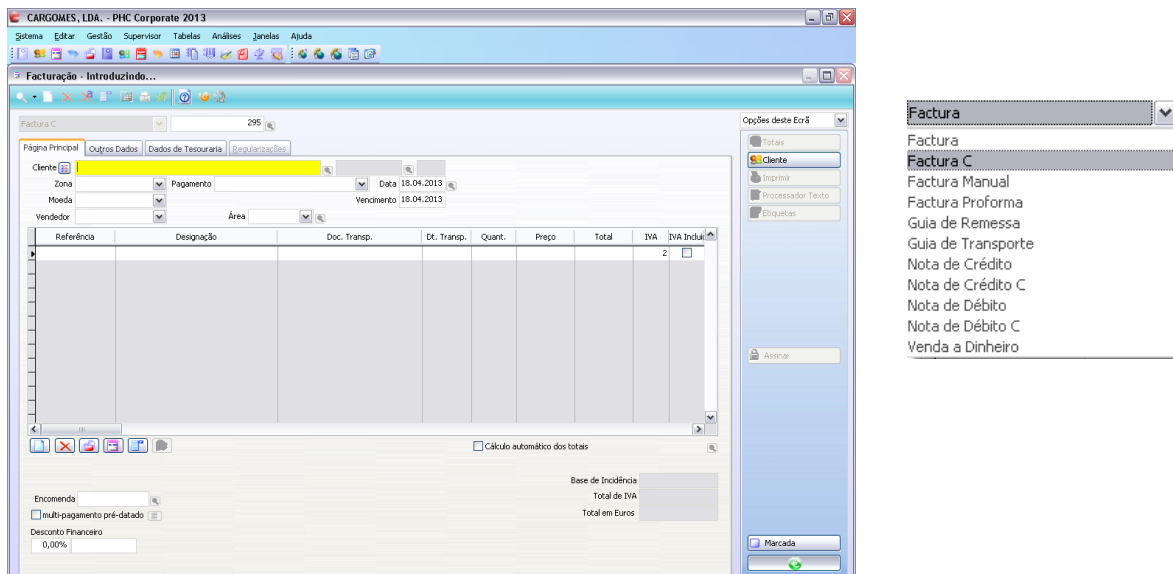 CARGOMES, LDA. - PHC Corporate 2013
Sistema Editar Gestão Supervisor Tabelas Análises Janelas Ajuda
Facturação - Introduzindo...
Factura C 295
Opções deste Ecrã
Página Principal Outros Dados Dados de Tesouraria Regularizações
Totais
Cliente
Cliente
Zona Pagamento Data 18.04.2013
Imprimir
Moeda Vencimento 18.04.2013
Processador Texto
Vendedor Área
Etiquetas
Referência Designação Doc. Transp. Dt. Transp. Quant. Preço Total IVA IVA Incluí
2
Assinar
Cálculo automático dos totais
Base de Incidência
Encomenda Total de IVA
multi-pagamento pré-datado Total em Euros
Desconto Financeiro
0,00%
Marcada
Factura
Factura
Factura C
Factura Manual
Factura Proforma
Guia de Remessa
Guia de Transporte
Nota de Crédito
Nota de Crédito C
Nota de Débito
Nota de Débito C
Venda a Dinheiro